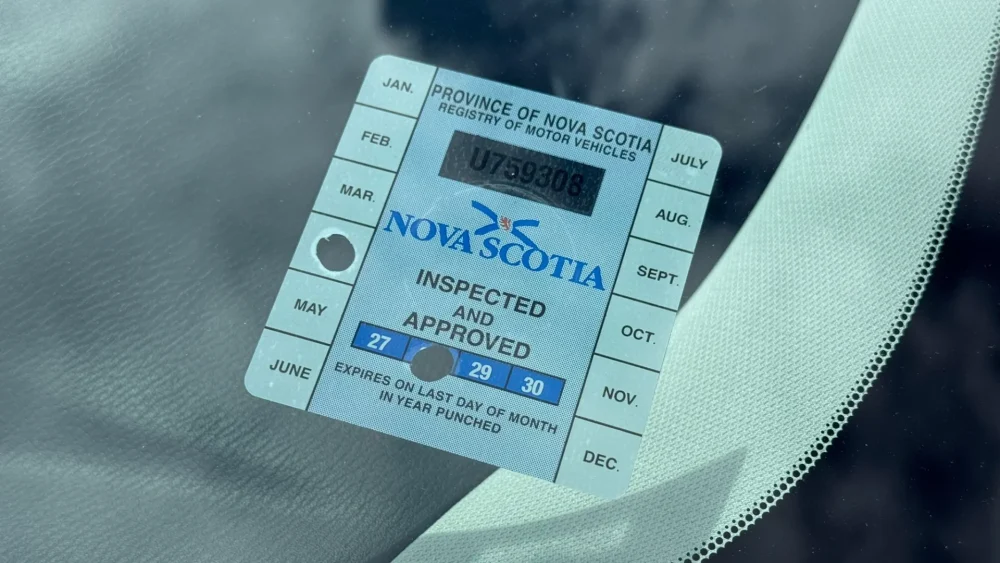 JAN.
FEB.
MAR.
MAY
JUNE
PROVINCE OF NOVA SCOTIA
REGISTRY OF MOTOR VEHICLES
U759308
NOVA SCOTIA
INSPECTED
AND
APPROVED
27 29 30
EXPIRES ON LAST DAY OF MONTH
IN YEAR PUNCHED
JULY
AUG.
SEPT.
OCT.
NOV.
DEC.